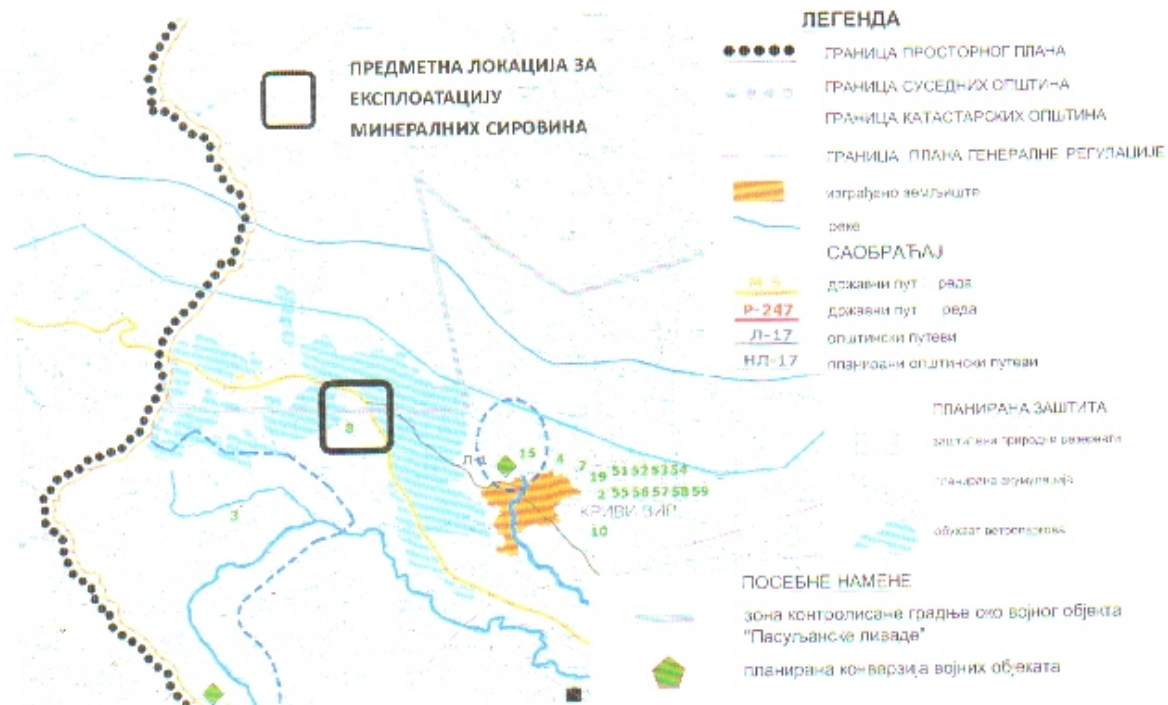 ПРЕДМЕТНА ЛОКАЦИЈА ЗА
ЕКСПЛОАТАЦИЈУ
МИНЕРАЛНИХ СИРОВИНА
8
3
Л-1
15
4
7
19
51 52 53 54
2
55 56 57 58 59
КРИВИ ВИР
10
ЛЕГЕНДА
ГРАНИЦА ПРОСТОРНОГ ПЛАНА
ГРАНИЦА СУСЕДНИХ ОПШТИНА
ГРАНИЦА КАТАСТАРСКИХ ОПШТИНА
ГРАНИЦА ПЛАНА ГЕНЕРАЛНЕ РЕГУЛАЦИЈЕ
изграђено земљиште
реке
САОБРАЋАЈ
М-5 државни пут реда
Р-247 државни пут реда
Л-17 општински путеви
НЛ-17 планирани општински путеви
ПЛАНИРАНА ЗАШТИТА
заштићени природни резервати
планирана акумулација
обухват ветропаркова
ПОСЕБНЕ НАМЕНЕ
зона контролисане градње око војног објекта
"Пасуљанске ливаде"
планирана конверзија војних објеката